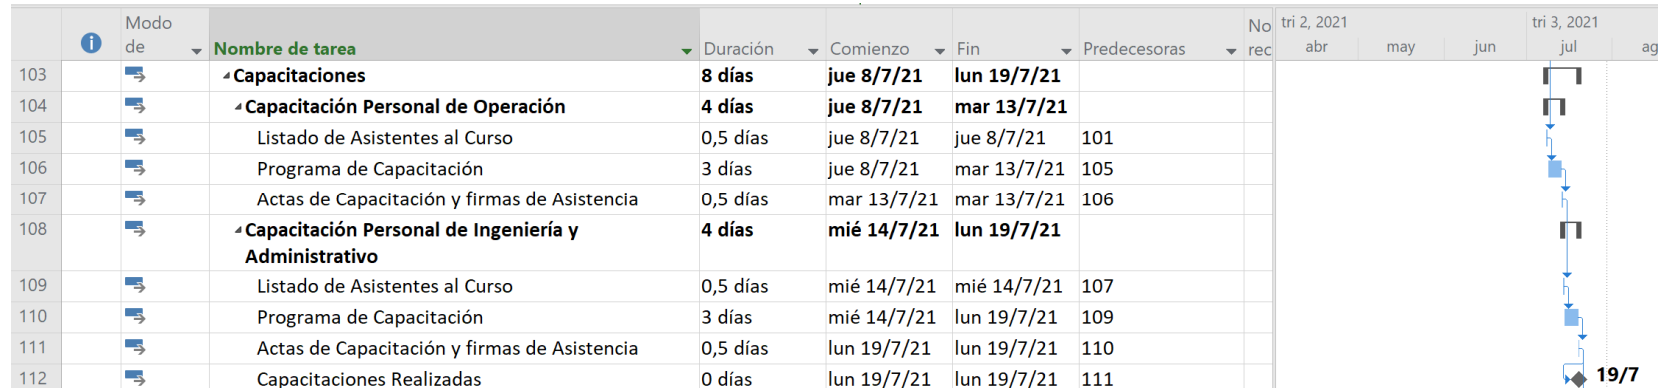 Modo de Nombre de tarea Duración Comienzo Fin Predecesoras No rec tri 2, 2021 tri 3, 2021
abr may jun jul ag
103 Capacitaciones 8 días jue 8/7/21 lun 19/7/21
104 Capacitación Personal de Operación 4 días jue 8/7/21 mar 13/7/21
105 Listado de Asistentes al Curso 0,5 días jue 8/7/21 jue 8/7/21 101
106 Programa de Capacitación 3 días jue 8/7/21 mar 13/7/21 105
107 Actas de Capacitación y firmas de Asistencia 0,5 días mar 13/7/21 mar 13/7/21 106
108 Capacitación Personal de Ingeniería y 4 días mié 14/7/21 lun 19/7/21
Administrativo
109 Listado de Asistentes al Curso 0,5 días mié 14/7/21 mié 14/7/21 107
110 Programa de Capacitación 3 días mié 14/7/21 lun 19/7/21 109
111 Actas de Capacitación y firmas de Asistencia 0,5 días lun 19/7/21 lun 19/7/21 110
112 Capacitaciones Realizadas 0 días lun 19/7/21 lun 19/7/21 111 19/7